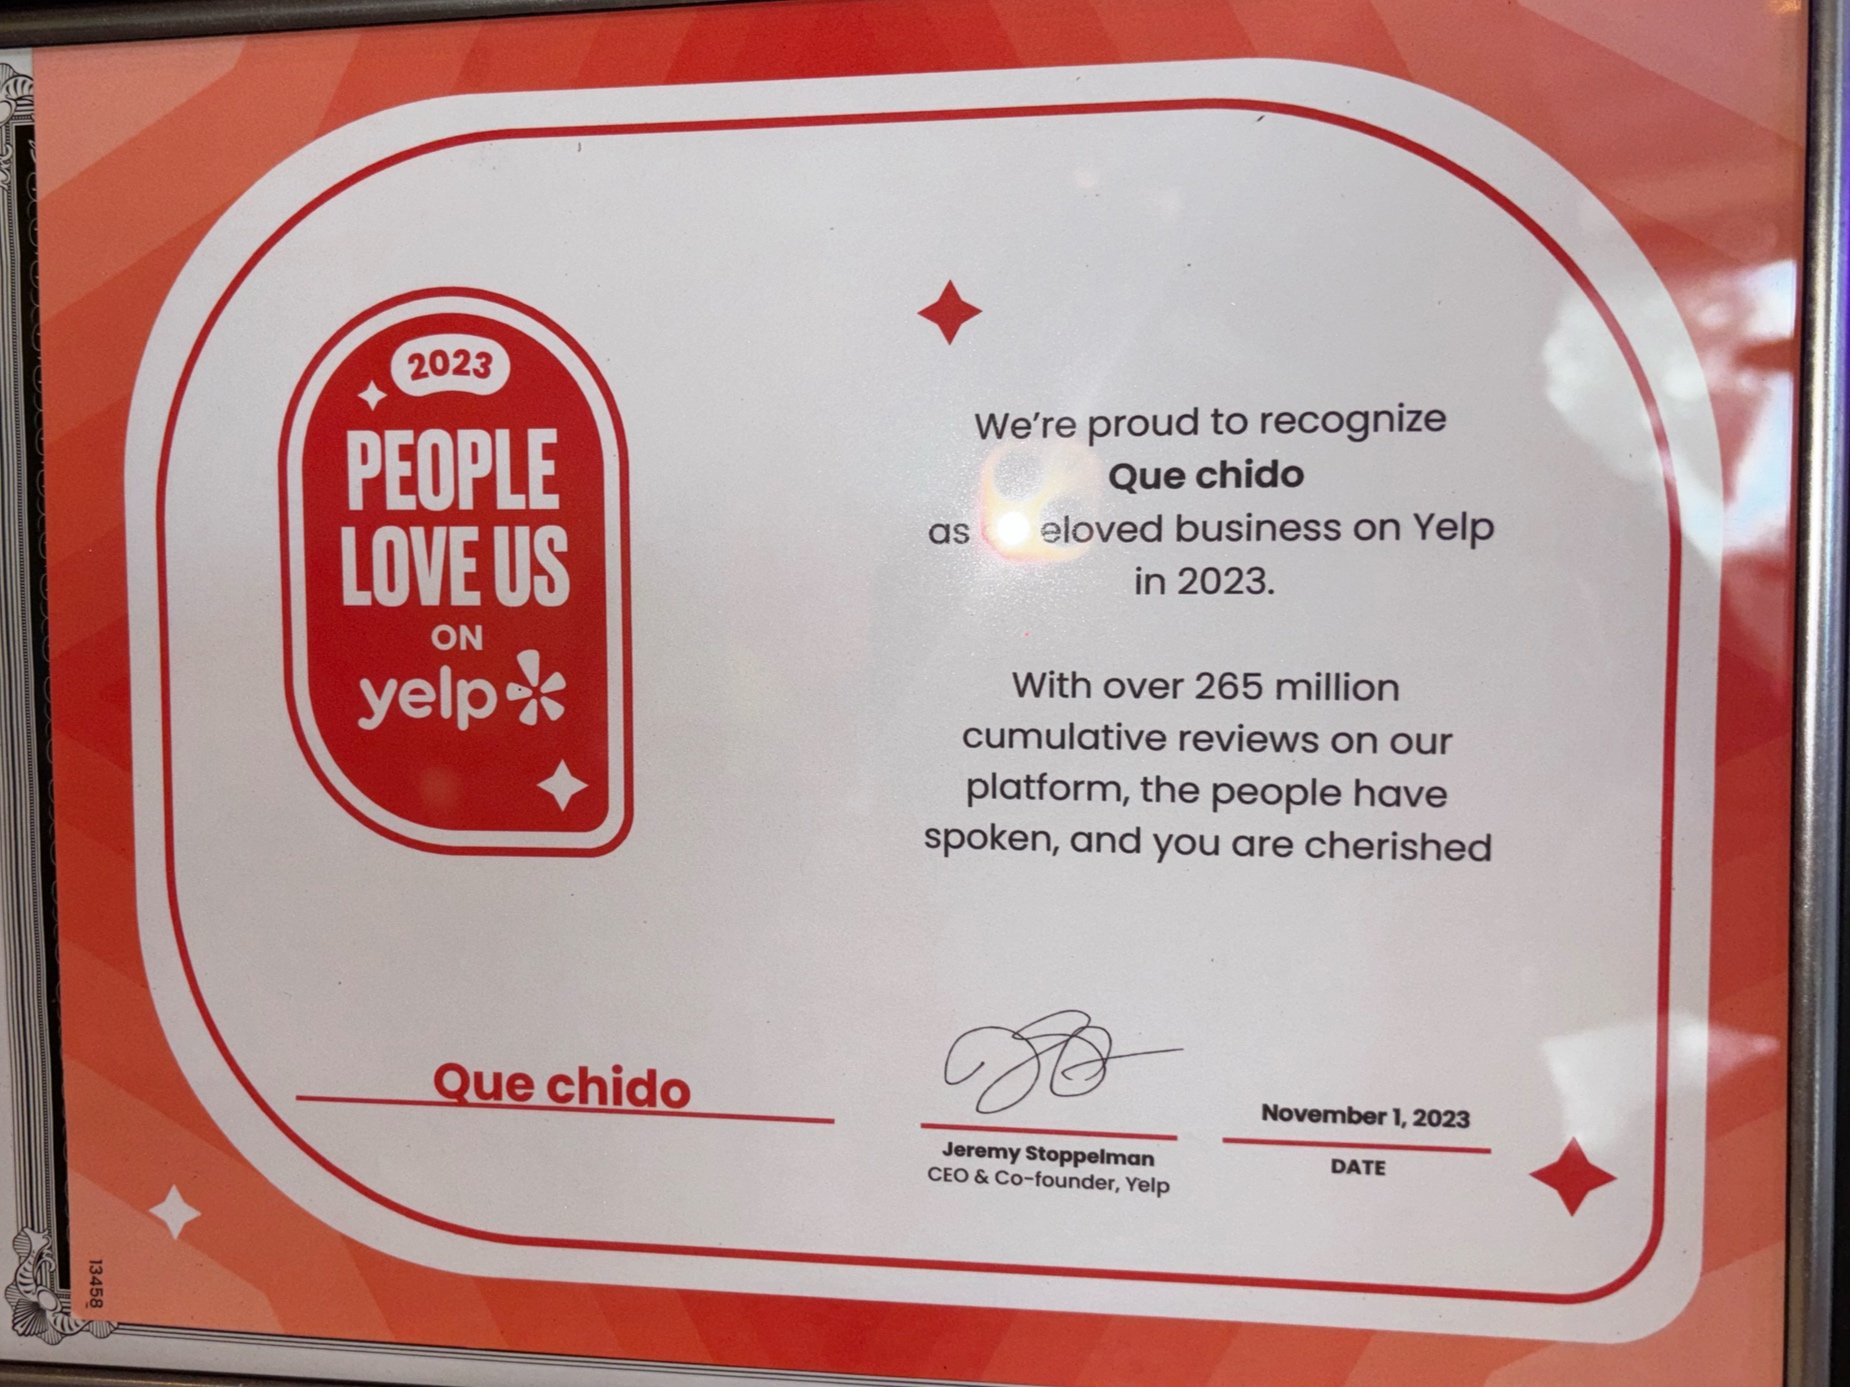 2023
PEOPLE
LOVE US
ON
yelp
We're proud to recognize
Que chido
as eloved business on Yelp
in 2023.
With over 265 million
cumulative reviews on our
platform, the people have
spoken, and you are cherished
Que chido
Jeremy Stoppelman
CEO & Co-founder, Yelp
November 1, 2023
DATE
13458